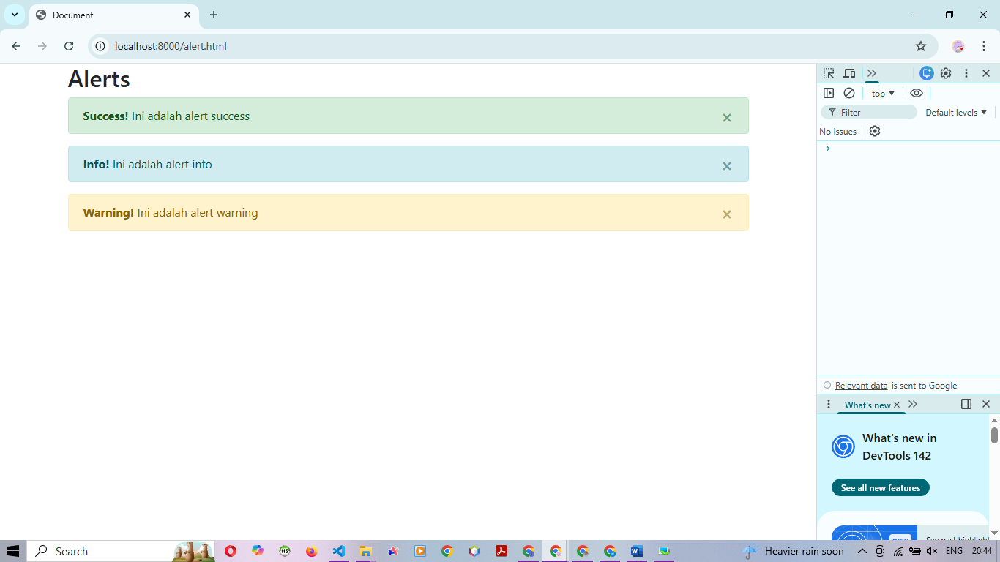 Document
localhost:8000/alert.html
Alerts
Success! Ini adalah alert success
×
Info! Ini adalah alert info
×
Warning! Ini adalah alert warning
×
top
Filter
Default levels
No Issues
Relevant data is sent to Google
What's new
What's new in
DevTools 142
See all new features
new
See past highlight
Search
HS
W
Heavier rain soon
ENG
20:44